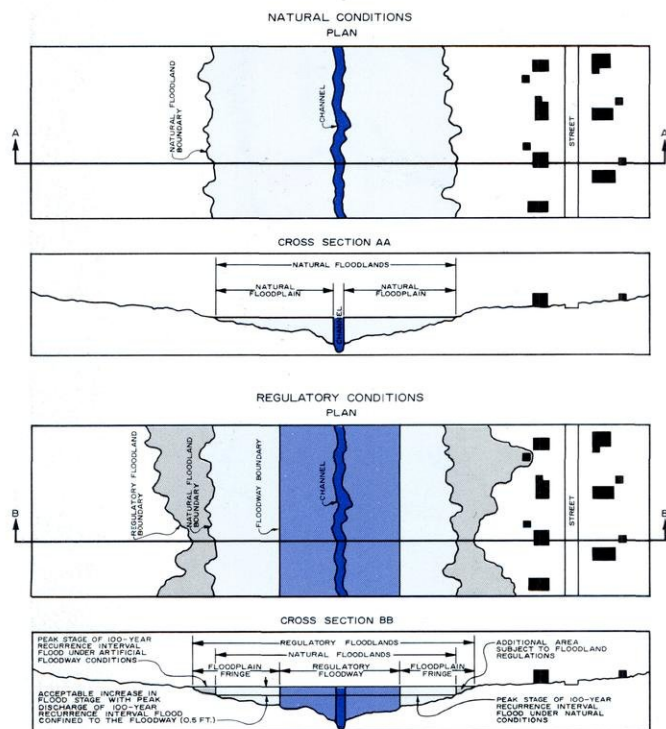 NATURAL CONDITIONS
PLAN
A
NATURAL FLOODLAND
BOUNDARY
CHANNEL
STREET
A
CROSS SECTION AA
NATURAL FLOODLANDS
NATURAL
FLOODPLAIN
NATURAL
FLOODPLAIN
CHANNEL
REGULATORY CONDITIONS
PLAN
B
REGULATORY FLOODLAND
BOUNDARY
NATURAL FLOODLAND
BOUNDARY
FLOODWAY BOUNDARY
CHANNEL
STREET
B
CROSS SECTION BB
PEAK STAGE OF 100-YEAR
RECURRENCE INTERVAL
FLOOD UNDER ARTIFICIAL
FLOODWAY CONDITIONS
REGULATORY FLOODLANDS
NATURAL FLOODLANDS
FLOODPLAIN
FRINGE
REGULATORY
FLOODWAY
FLOODPLAIN
FRINGE
ADDITIONAL AREA
SUBJECT TO FLOODLAND
REGULATIONS
ACCEPTABLE INCREASE IN
FLOOD STAGE WITH PEAK
DISCHARGE OF 100-YEAR
RECURRENCE INTERVAL FLOOD
CONFINED TO THE FLOODWAY (0.5 FT.)
PEAK STAGE OF 100-YEAR
RECURRENCE INTERVAL
FLOOD UNDER NATURAL
CONDITIONS